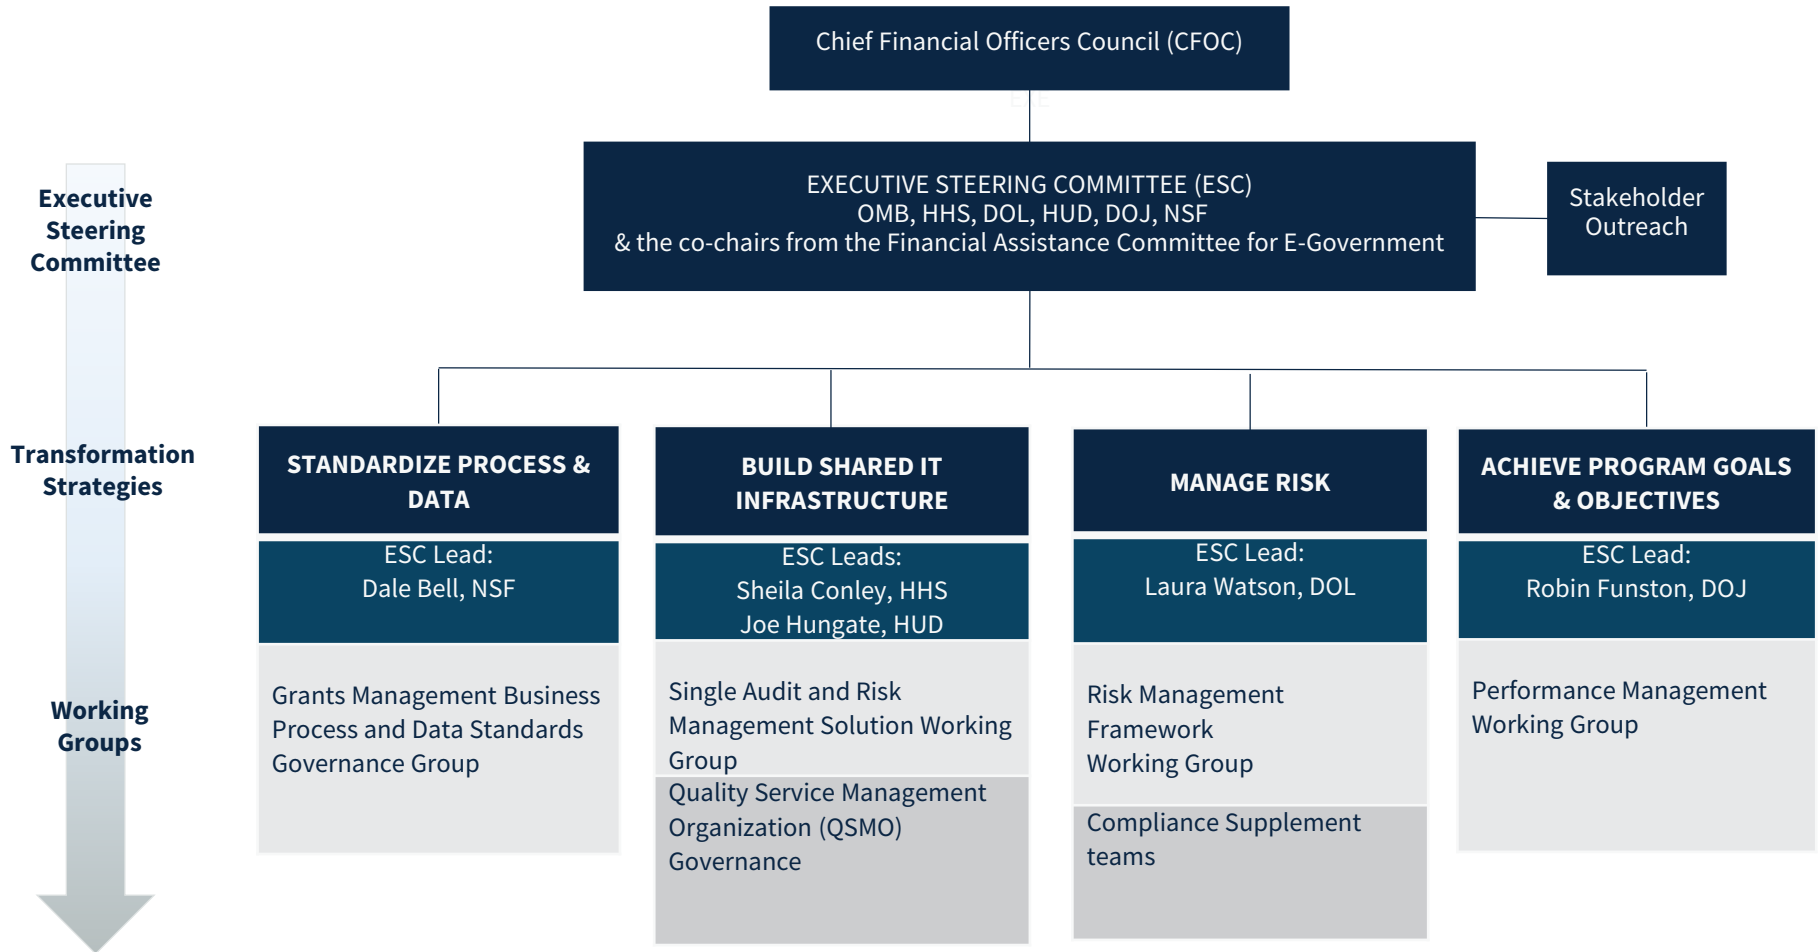 Chief Financial Officers Council (CFOC)
EXECUTIVE STEERING COMMITTEE (ESC)
OMB, HHS, DOL, HUD, DOJ, NSF
& the co-chairs from the Financial Assistance Committee for E-Government
Stakeholder
Outreach
Executive
Steering
Committee
Transformation
Strategies
Working
Groups
STANDARDIZE PROCESS &
DATA
ESC Lead:
Dale Bell, NSF
Grants Management Business
Process and Data Standards
Governance Group
BUILD SHARED IT
INFRASTRUCTURE
ESC Leads:
Sheila Conley, HHS
Joe Hungate, HUD
Single Audit and Risk
Management Solution Working
Group
Quality Service Management
Organization (QSMO)
Governance
MANAGE RISK
ESC Lead:
Laura Watson, DOL
Risk Management
Framework
Working Group
Compliance Supplement
teams
ACHIEVE PROGRAM GOALS
& OBJECTIVES
ESC Lead:
Robin Funston, DOJ
Performance Management
Working Group